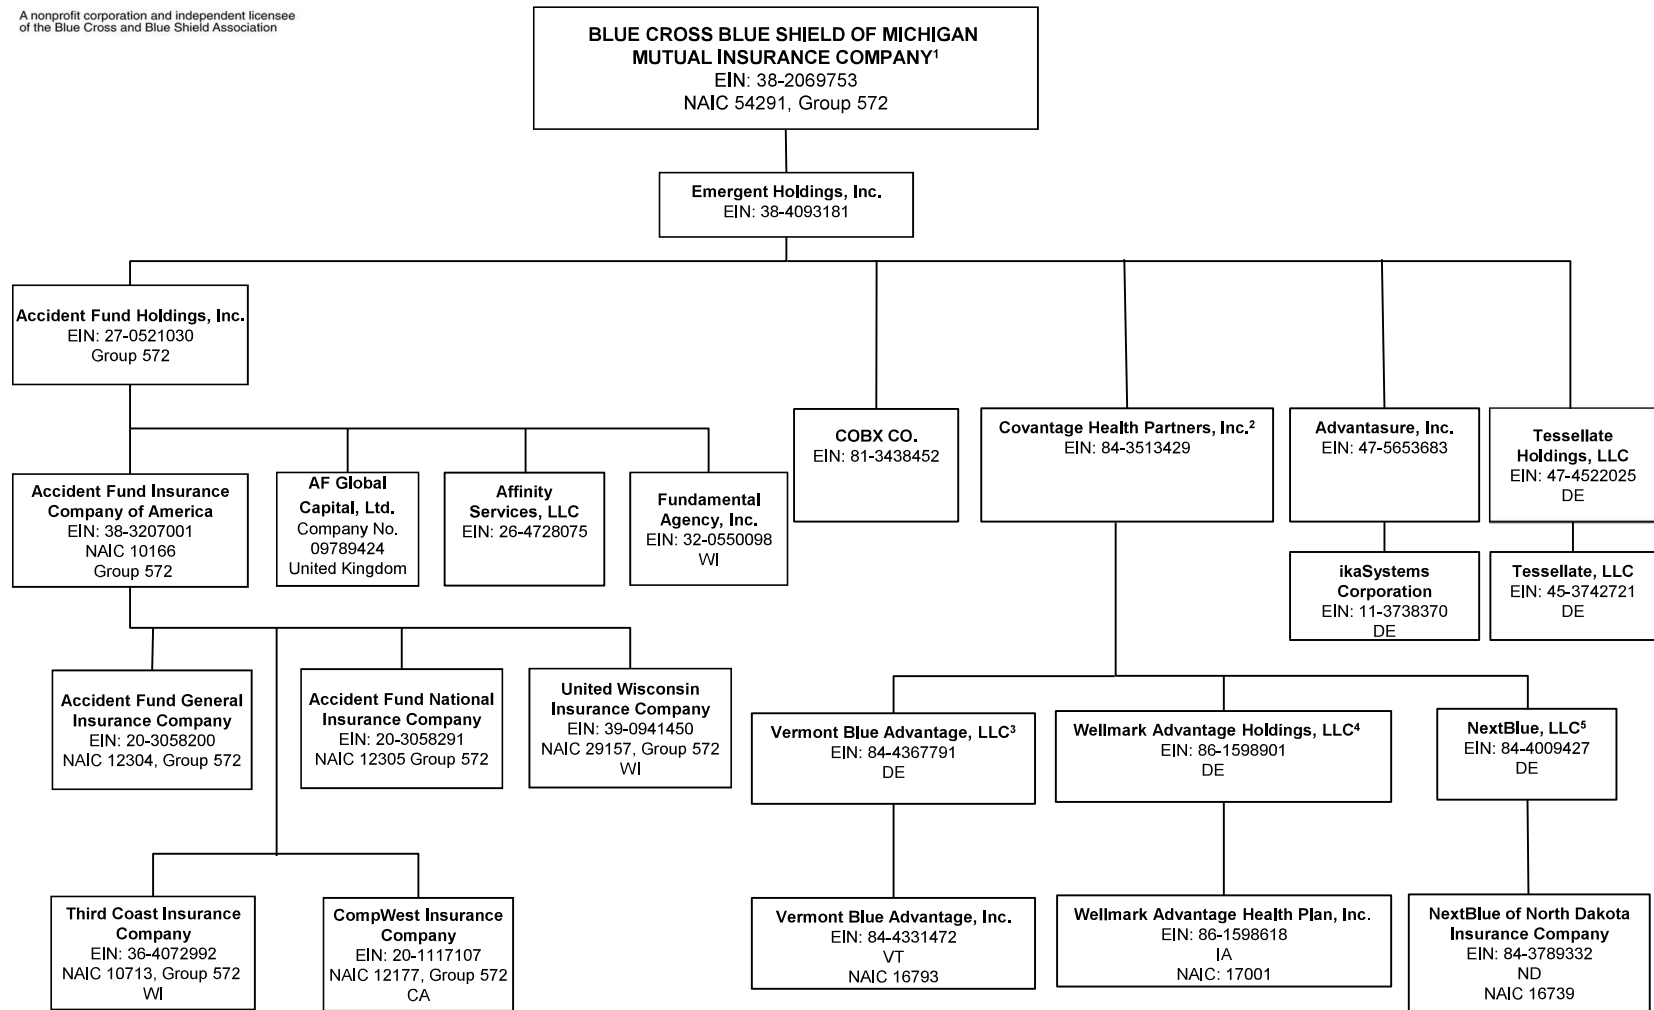 A nonprofit corporation and independent licensee
of the Blue Cross and Blue Shield Association
BLUE CROSS BLUE SHIELD OF MICHIGAN
MUTUAL INSURANCE COMPANY¹
EIN: 38-2069753
NAIC 54291, Group 572
Emergent Holdings, Inc.
EIN: 38-4093181
Accident Fund Holdings, Inc.
EIN: 27-0521030
Group 572
COBX CO.
EIN: 81-3438452
Covantage Health Partners, Inc.²
EIN: 84-3513429
Advantasure, Inc.
EIN: 47-5653683
Tessellate
Holdings, LLC
EIN: 47-4522025
DE
Accident Fund Insurance
Company of America
EIN: 38-3207001
NAIC 10166
Group 572
AF Global
Capital, Ltd.
Company No.
09789424
United Kingdom
Affinity
Services, LLC
EIN: 26-4728075
Fundamental
Agency, Inc.
EIN: 32-0550098
WI
ikaSystems
Corporation
EIN: 11-3738370
DE
Tessellate, LLC
EIN: 45-3742721
DE
Accident Fund General
Insurance Company
EIN: 20-3058200
NAIC 12304, Group 572
Accident Fund National
Insurance Company
EIN: 20-3058291
NAIC 12305 Group 572
United Wisconsin
Insurance Company
EIN: 39-0941450
NAIC 29157, Group 572
WI
Vermont Blue Advantage, LLC³
EIN: 84-4367791
DE
Wellmark Advantage Holdings, LLC⁴
EIN: 86-1598901
DE
NextBlue, LLC⁵
EIN: 84-4009427
DE
Third Coast Insurance
Company
EIN: 36-4072992
NAIC 10713, Group 572
WI
CompWest Insurance
Company
EIN: 20-1117107
NAIC 12177, Group 572
CA
Vermont Blue Advantage, Inc.
EIN: 84-4331472
VT
NAIC 16793
Wellmark Advantage Health Plan, Inc.
EIN: 86-1598618
IA
NAIC: 17001
NextBlue of North Dakota
Insurance Company
EIN: 84-3789332
ND
NAIC 16739